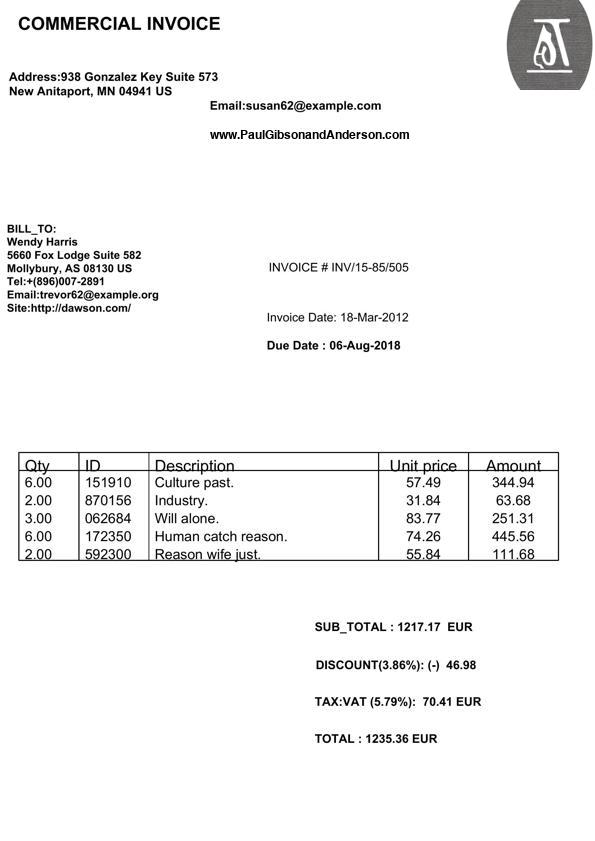 COMMERCIAL INVOICE
Address:938 Gonzalez Key Suite 573
New Anitaport, MN 04941 US
Email:susan62@example.com
www.PaulGibsonandAnderson.com
BILL_TO:
Wendy Harris
5660 Fox Lodge Suite 582
Mollybury, AS 08130 US
Tel:+(896)007-2891
Email:trevor62@example.org
Site:http://dawson.com/
INVOICE # INV/15-85/505
Invoice Date: 18-Mar-2012
Due Date : 06-Aug-2018
Qty ID Description Unit price Amount
6.00 151910 Culture past. 57.49 344.94
2.00 870156 Industry. 31.84 63.68
3.00 062684 Will alone. 83.77 251.31
6.00 172350 Human catch reason. 74.26 445.56
2.00 592300 Reason wife just. 55.84 111.68
SUB_TOTAL : 1217.17 EUR
DISCOUNT(3.86%): (-) 46.98
TAX:VAT (5.79%): 70.41 EUR
TOTAL : 1235.36 EUR